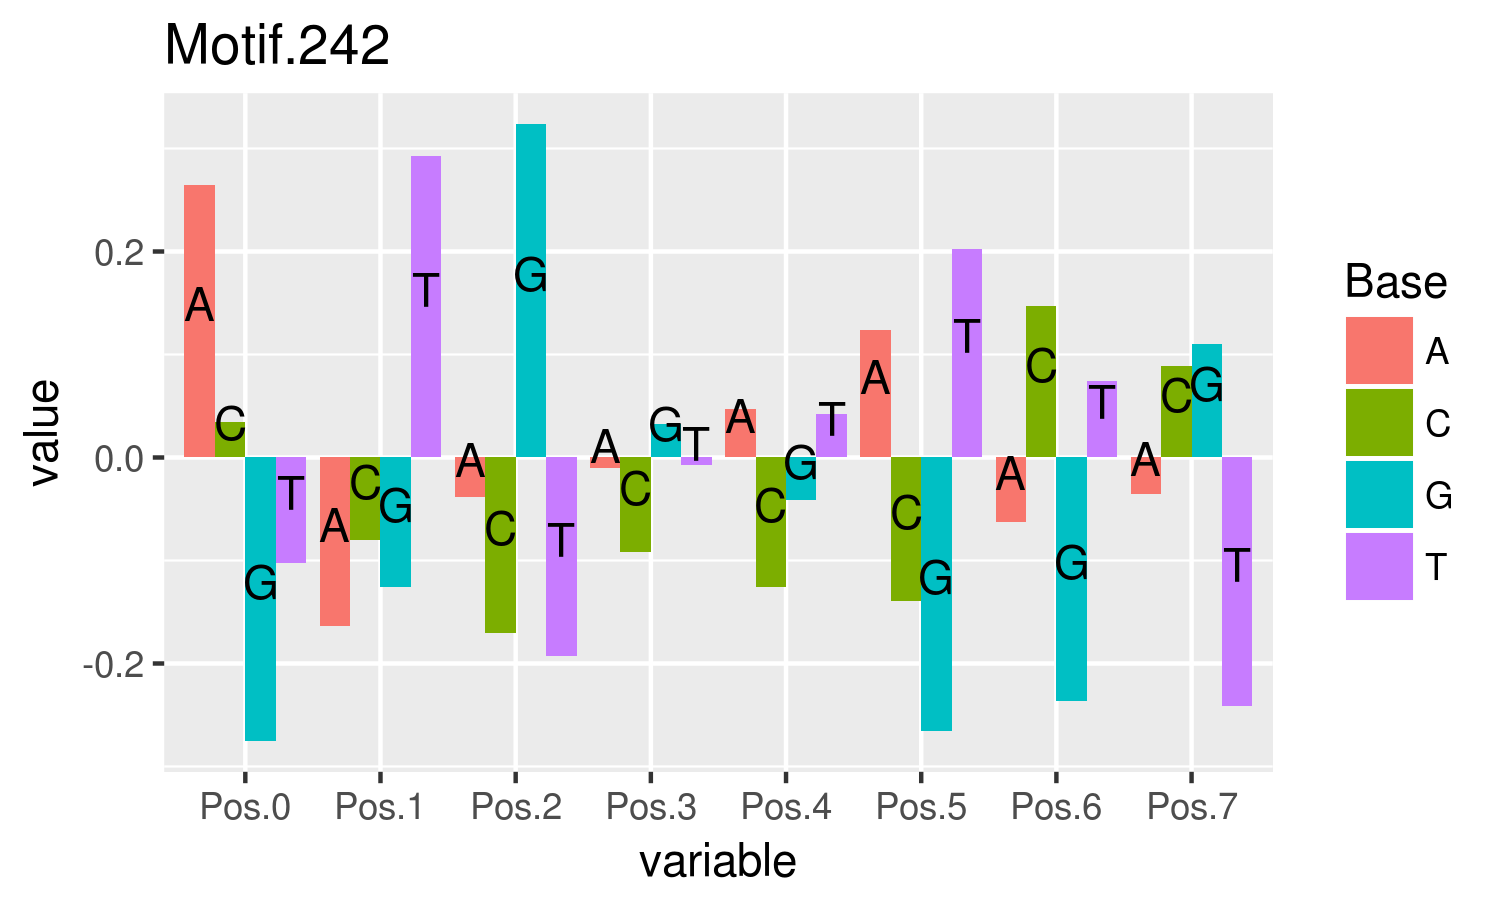 Motif.242
value
0.2
0.0
-0.2
A C G T A C G T A C G T A C G T A C G T A C G T A C G T A C G T
Pos.0 Pos.1 Pos.2 Pos.3 Pos.4 Pos.5 Pos.6 Pos.7
variable
Base
A
C
G
T